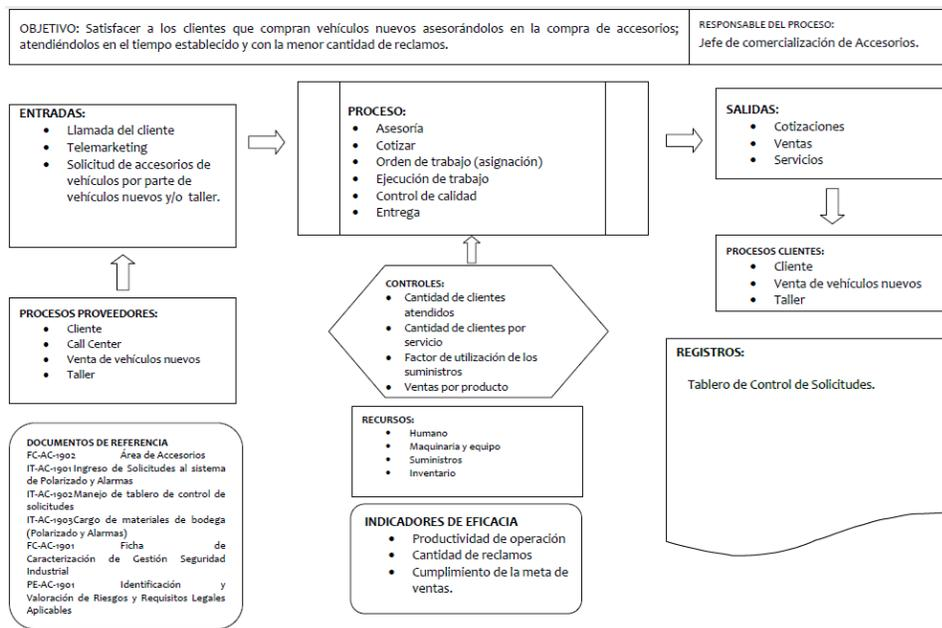 OBJETIVO: Satisfacer a los clientes que compran vehículos nuevos asesorándolos en la compra de accesorios;
atendiéndolos en el tiempo establecido y con la menor cantidad de reclamos.
RESPONSABLE DEL PROCESO:
Jefe de comercialización de Accesorios.
ENTRADAS:
• Llamada del cliente
• Telemarketing
• Solicitud de accesorios de
vehículos por parte de
vehículos nuevos y/o taller.
PROCESO:
• Asesoría
• Cotizar
• Orden de trabajo (asignación)
• Ejecución de trabajo
• Control de calidad
• Entrega
SALIDAS:
• Cotizaciones
• Ventas
• Servicios
PROCESOS PROVEEDORES:
• Cliente
• Call Center
• Venta de vehículos nuevos
• Taller
CONTROLES:
• Cantidad de clientes
atendidos
• Cantidad de clientes por
servicio
• Factor de utilización de los
suministros
• Ventas por producto
PROCESOS CLIENTES:
• Cliente
• Venta de vehículos nuevos
• Taller
REGISTROS:
Tablero de Control de Solicitudes.
DOCUMENTOS DE REFERENCIA
FC-AC-1902 Área de Accesorios
IT-AC-1901 Ingreso de Solicitudes al sistema
de Polarizado y Alarmas
IT-AC-1902 Manejo de tablero de control de
solicitudes
IT-AC-1903Cargo de materiales de bodega
(Polarizado y Alarmas)
FC-AC-1901 Ficha de
Caracterización de Gestión Seguridad
Industrial
PE-AC-1901 Identificación y
Valoración de Riesgos y Requisitos Legales
Aplicables
RECURSOS:
• Humano
• Maquinaria y equipo
• Suministros
• Inventario
INDICADORES DE EFICACIA
• Productividad de operación
• Cantidad de reclamos
• Cumplimiento de la meta de
ventas.